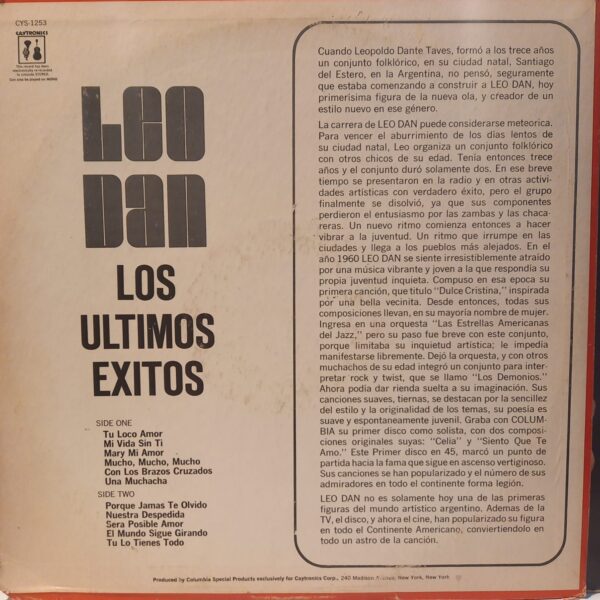 CYS-1253
CAYTRONICS
LEO
DAN
LOS
ULTIMOS
EXITOS
SIDE ONE
Tu Loco Amor
Mi Vida Sin Ti
Mary Mi Amor
Mucho, Mucho, Mucho
Con Los Brazos Cruzados
Una Muchacha
SIDE TWO
Porque Jamas Te Olvido
Nuestra Despedida
Sera Posible Amor
El Mundo Sigue Girando
Tu Lo Tienes Todo
Cuando Leopoldo Dante Taves, formó a los trece años
un conjunto folklórico, en su ciudad natal, Santiago
del Estero, en la Argentina, no pensó, seguramente
que estaba comenzando a construir a LEO DAN, hoy
primerísima figura de la nueva ola, y creador de un
estilo nuevo en ese género.
La carrera de LEO DAN puede considerarse meteorica.
Para vencer el aburrimiento de los días lentos de
su ciudad natal, Leo organiza un conjunto folklórico
con otros chicos de su edad. Tenía entonces trece
años y el conjunto duró solamente dos. En ese breve
tiempo se presentaron en la radio y en otras activi-
dades artísticas con verdadero éxito, pero el grupo
finalmente se disolvió, ya que sus componentes
perdieron el entusiasmo por las zambas y las chaca-
reras. Un nuevo ritmo comienza entonces a hacer
vibrar a la juventud. Un ritmo que irrumpe en las
ciudades y llega a los pueblos más alejados. En el
año 1960 LEO DAN se siente irresistiblemente atraído
por una música vibrante y joven a la que respondía su
propia juventud inquieta. Compuso en esa época su
primera canción, que tituló "Dulce Cristina," inspirada
por una bella vecinita. Desde entonces, todas sus
composiciones llevan, en su mayoría nombre de mujer.
Ingresa en una orquesta "Las Estrellas Americanas
del Jazz," pero su paso fue breve con este conjunto,
porque limitaba su inquietud artística; le impedía
manifestarse libremente. Dejó la orquesta, y con otros
muchachos de su edad integró un conjunto para inter-
pretar rock y twist, que se llamo "Los Demonios."
Ahora podía dar rienda suelta a su imaginación. Sus
canciones suaves, tiernas, se destacan por la sencillez
del estilo y la originalidad de los temas, su poesía es
suave y espontaneamente juvenil. Graba con COLUM-
BIA su primer disco como solista, con dos composi-
ciones originales suyas: "Celia" y "Siento Que Te
Amo." Este Primer disco en 45, marcó un punto de
partida hacia la fama que sigue en ascenso vertiginoso.
Sus canciones se han popularizado y el número de sus
admiradores en todo el continente forma legión.
LEO DAN no es solamente hoy una de las primeras
figuras del mundo artístico argentino. Ademas de la
TV, el disco, y ahora el cine, han popularizado su figura
en todo el Continente Americano, convirtiendolo en
todo un astro de la canción.
Produced by Columbia Special Products exclusively for Caytronics Corp., 240 Madison Avenue, New York, New York